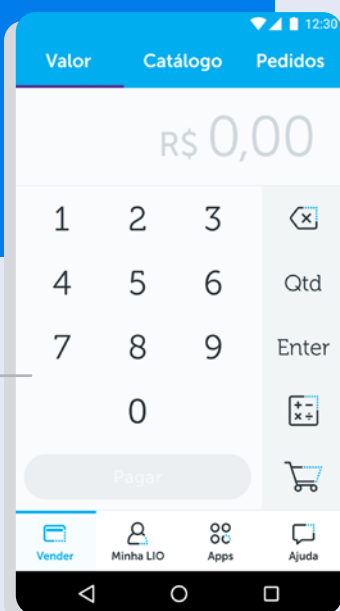 12:30
Valor Catálogo Pedidos
R$ 0,00
1 2 3
4 5 6 Qtd
7 8 9 Enter
0
Pagar
Vender Minha LIO Apps Ajuda